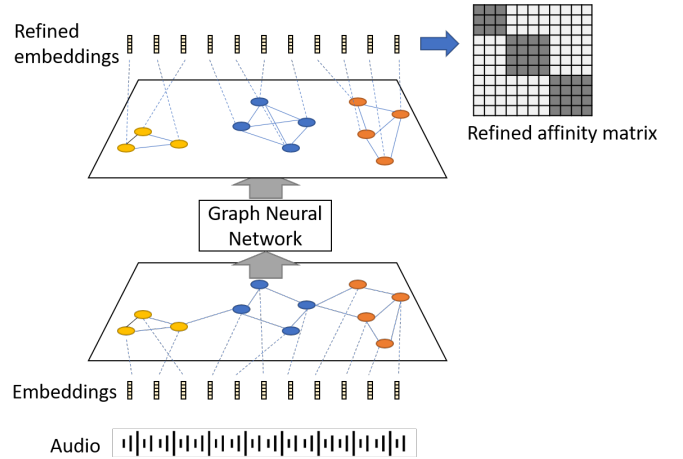 Refined
embeddings
Refined affinity matrix
Graph Neural
Network
Embeddings
Audio